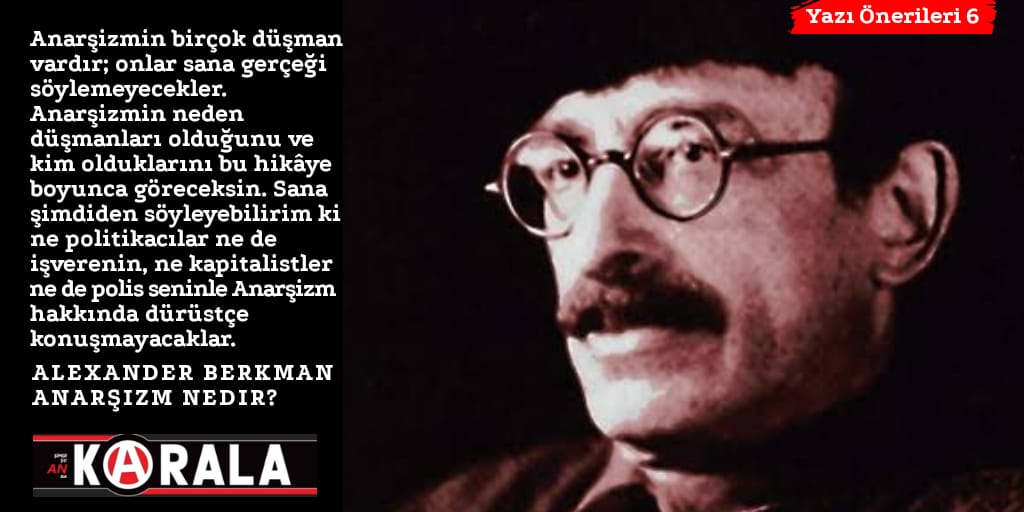 Yazı Önerileri 6
Anarşizmin birçok düşman
vardır; onlar sana gerçeği
söylemeyecekler.
Anarşizmin neden
düşmanları olduğunu ve
kim olduklarını bu hikâye
boyunca göreceksin. Sana
şimdiden söyleyebilirim ki
ne politikacılar ne de
işverenin, ne kapitalistler
ne de polis seninle Anarşizm
hakkında dürüstçe
konuşmayacaklar.
ALEXANDER BERKMAN
ANARŞIZM NEDIR?
AN
KARALA